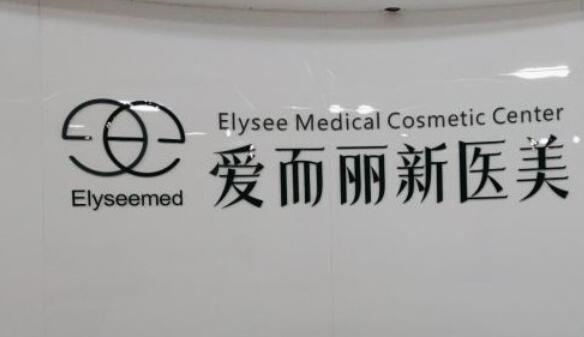 Elyseemed
Elysee Medical Cosmetic Center
爱而丽新医美